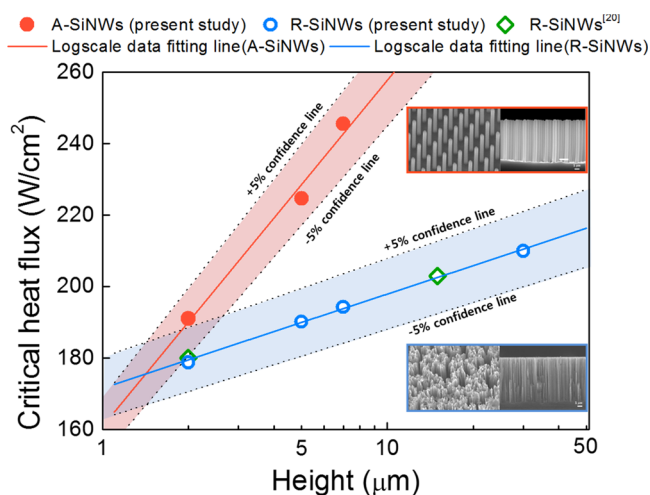 A-SiNWs (present study) R-SiNWs (present study) R-SiNWs[20]
Logscale data fitting line(A-SiNWs) Logscale data fitting line(R-SiNWs)
260
240
220
200
180
160
Critical heat flux (W/cm²)
+5% confidence line
-5% confidence line
+5% confidence line
-5% confidence line
1 5 10 50
Height (μm)